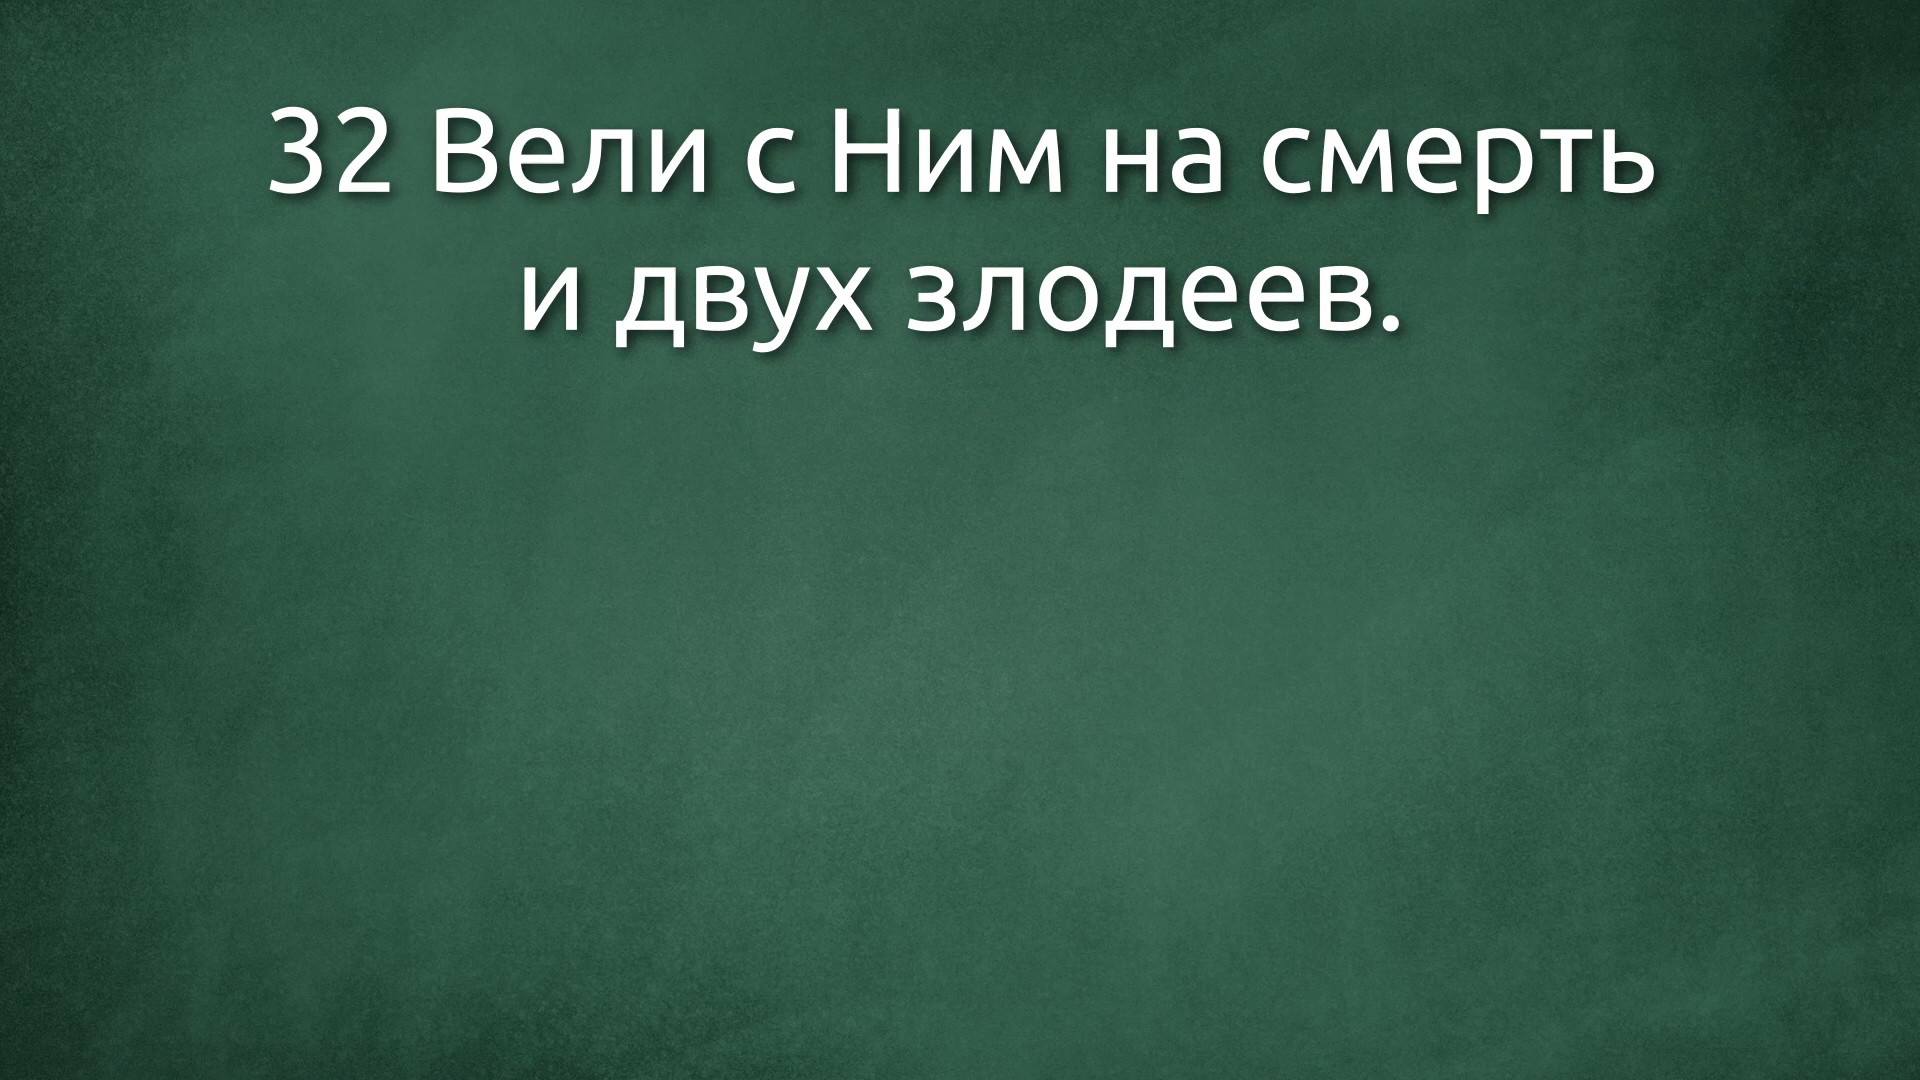 32 Вели с Ним на смерть
и двух злодеев.